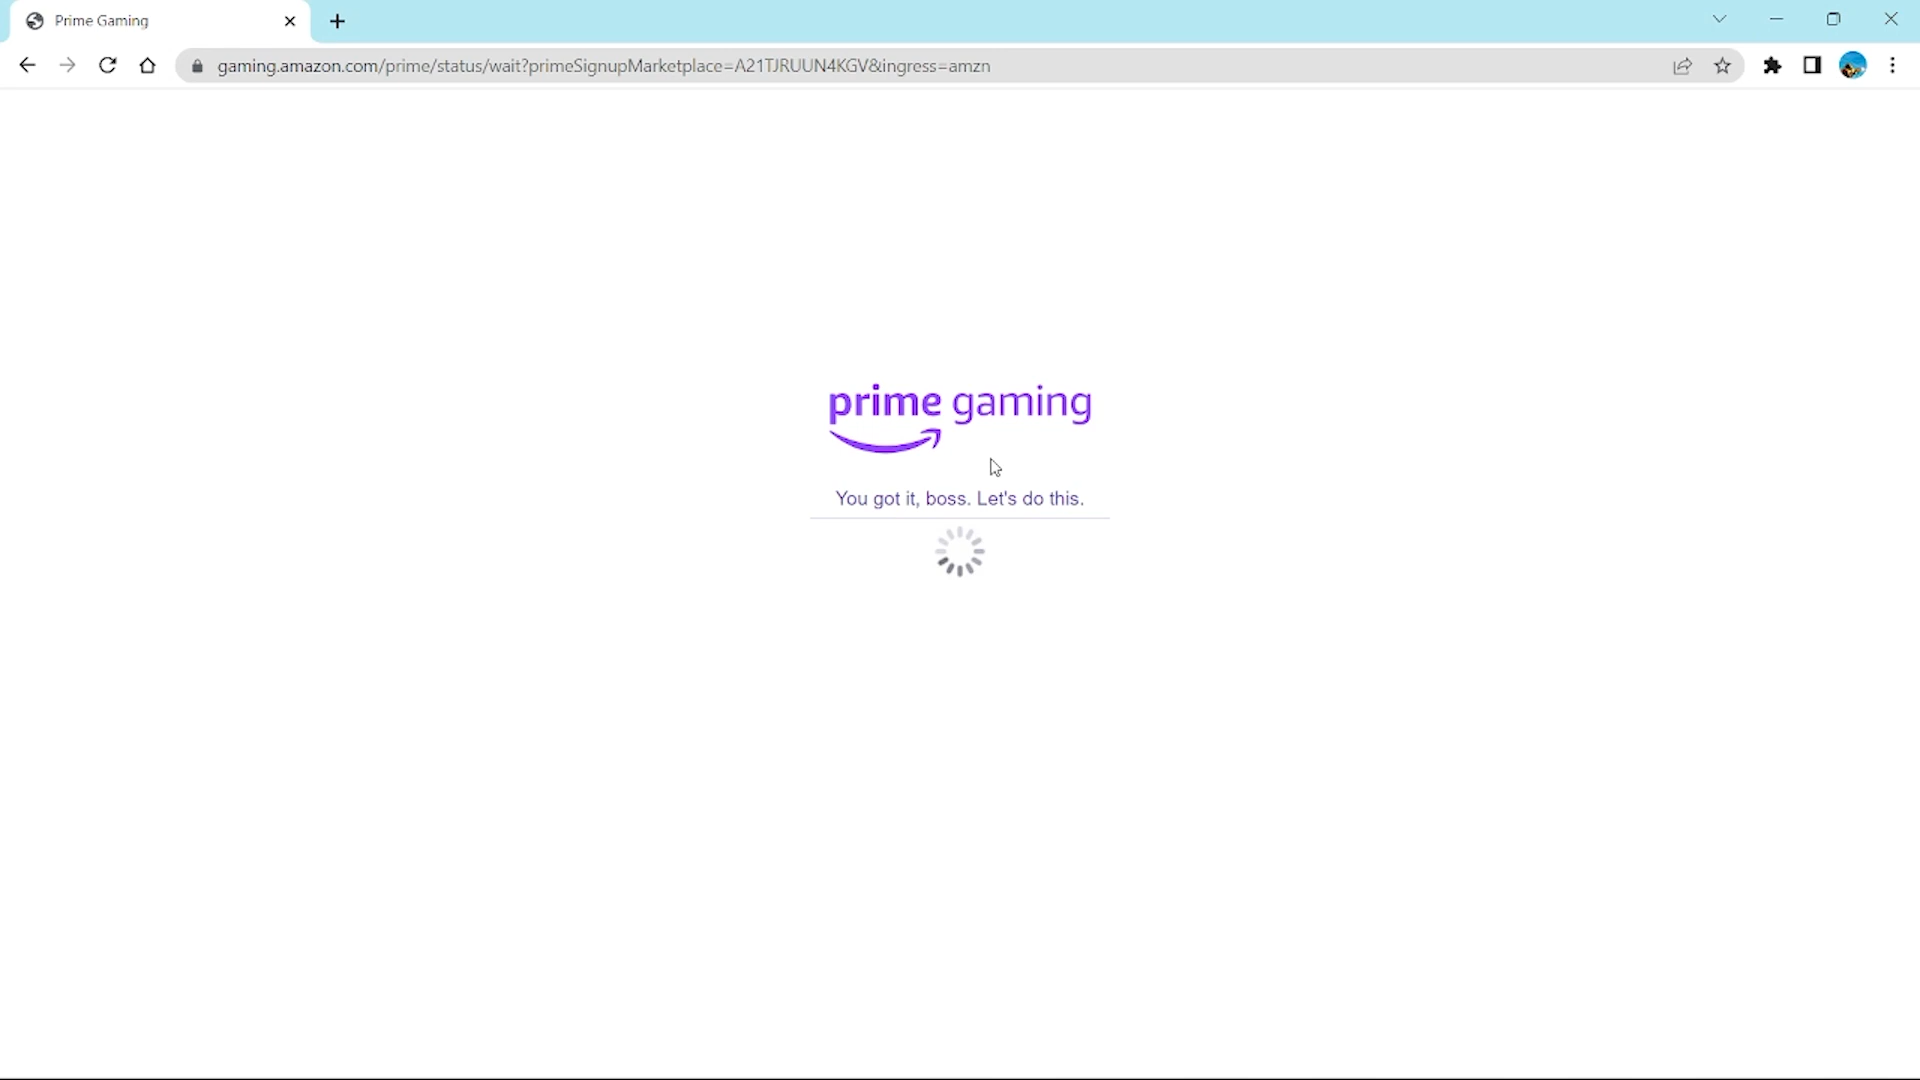 Prime Gaming
gaming.amazon.com/prime/status/wait?primeSignupMarketplace=A21TJRUUN4KGV&ingress=amzn
prime gaming
You got it, boss. Let's do this.